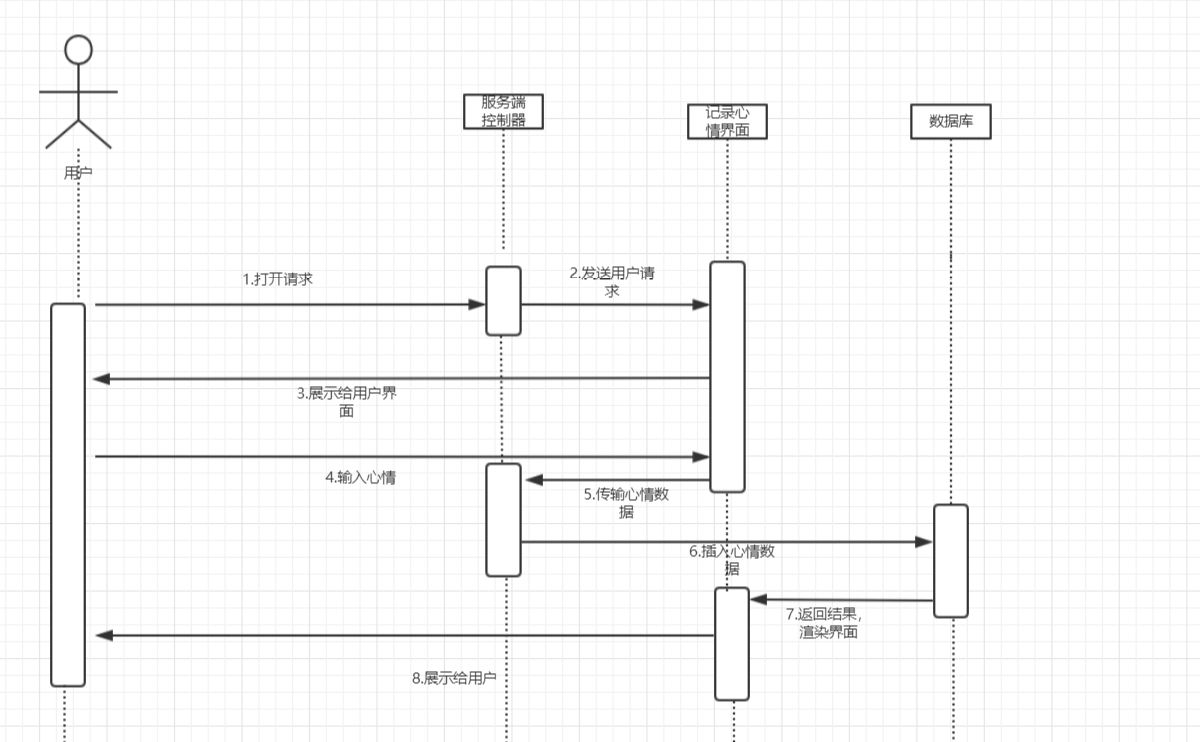 服务端
控制器
记录心
情界面
数据库
用户
1.打开请求
2.发送用户请
求
3.展示给用户界
面
4.输入心情
5.传输心情数
据
6.插入心情数
据
7.返回结果，
渲染界面
8.展示给用户